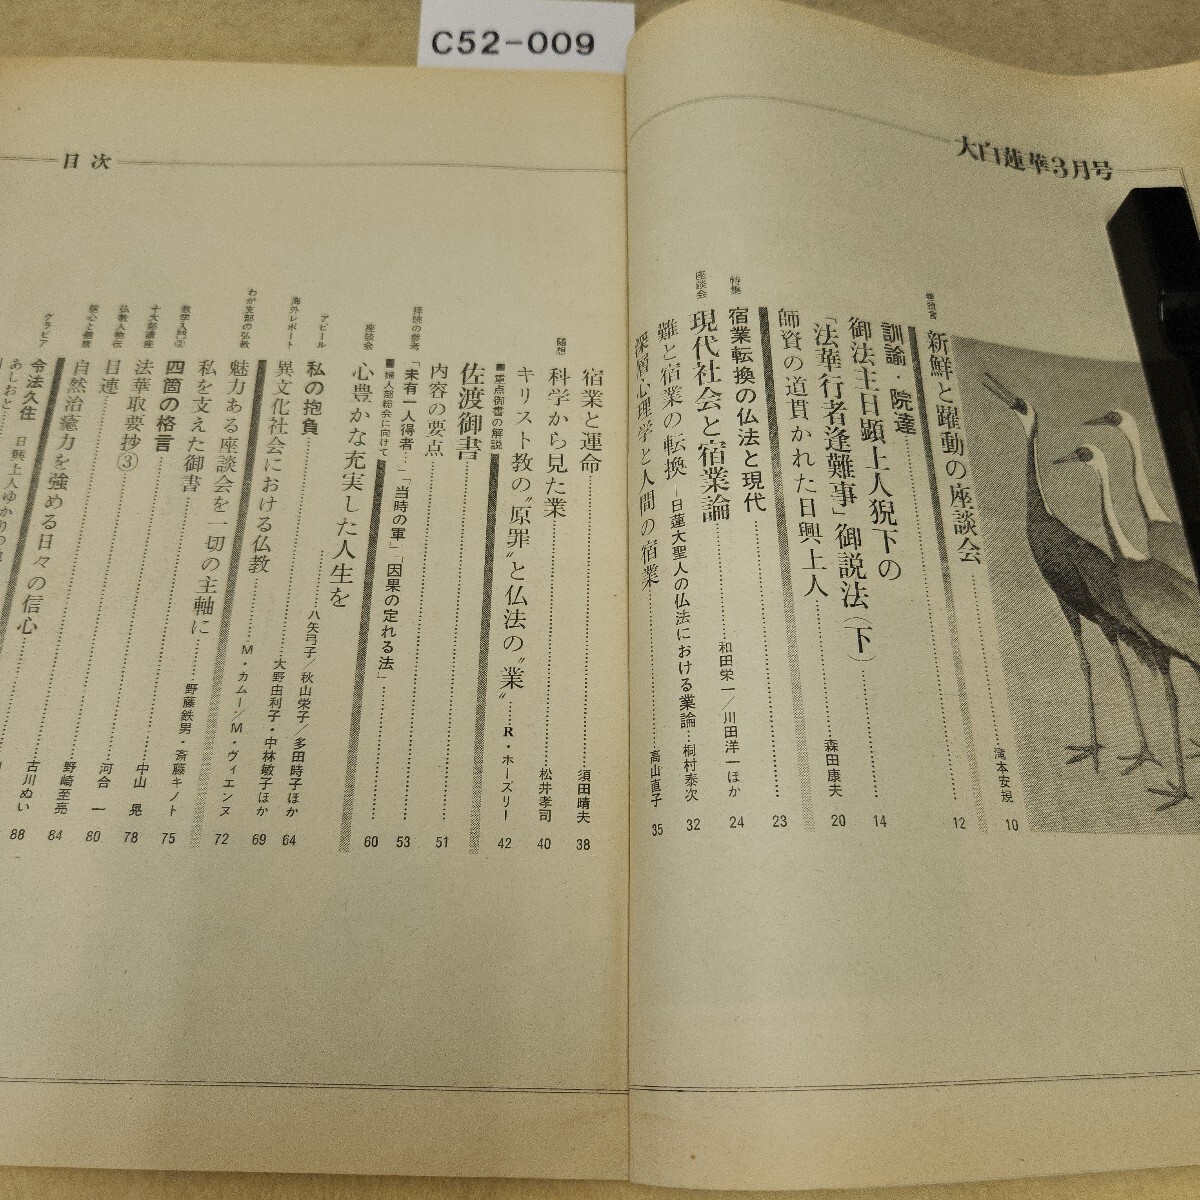 C52-009
大白蓮華3月号
滝本安規 10
巻頭言 新鮮と躍動の座談会 12
訓諭・院達
御法主日顕上人猊下の
「法華行者逢難事」御説法（下） 14
師資の道貫かれた日興上人 森田康夫 20
特集 宿業転換の仏法と現代 23
座談会 現代社会と宿業論 和田栄一／川田洋一ほか 24
難と宿業の転換―日蓮大聖人の仏法における業論 桐村泰次 32
深層心理学と人間の宿業 高山直子 35
宿業と運命 須田晴夫 38
随想 科学から見た業 松井孝司 40
キリスト教の〝原罪〟と仏法の〝業〟 R・ホーズリー 42
■重点御書の解説
佐渡御書
内容の要点 51
拝読の参考 「未有一人得者…」「当時の軍」「因果の定れる法」 53
■婦人部総会に向けて
座談会 心豊かな充実した人生を 60
アピール 私の抱負 八矢弓子／秋山栄子／多田時子ほか 64
海外レポート 異文化社会における仏教 大野由利子・中林敏子ほか 69
M・カムーン／M・ヴィエンヌ 72
わが支部の弘教 魅力ある座談会を一切の主軸に
私を支えた御書 野藤鉄男・斎藤キノト 75
教学入門② 四箇の格言 78
十大部講座 法華取要抄③ 中山 晃
仏教人物伝 目連 河合 一 80
信心と健康 自然治癒力を強める日々の信心 野崎至亮 84
グラビア 令法久住 日興上人ゆかりの
あしおと 古川ぬい 88
目次